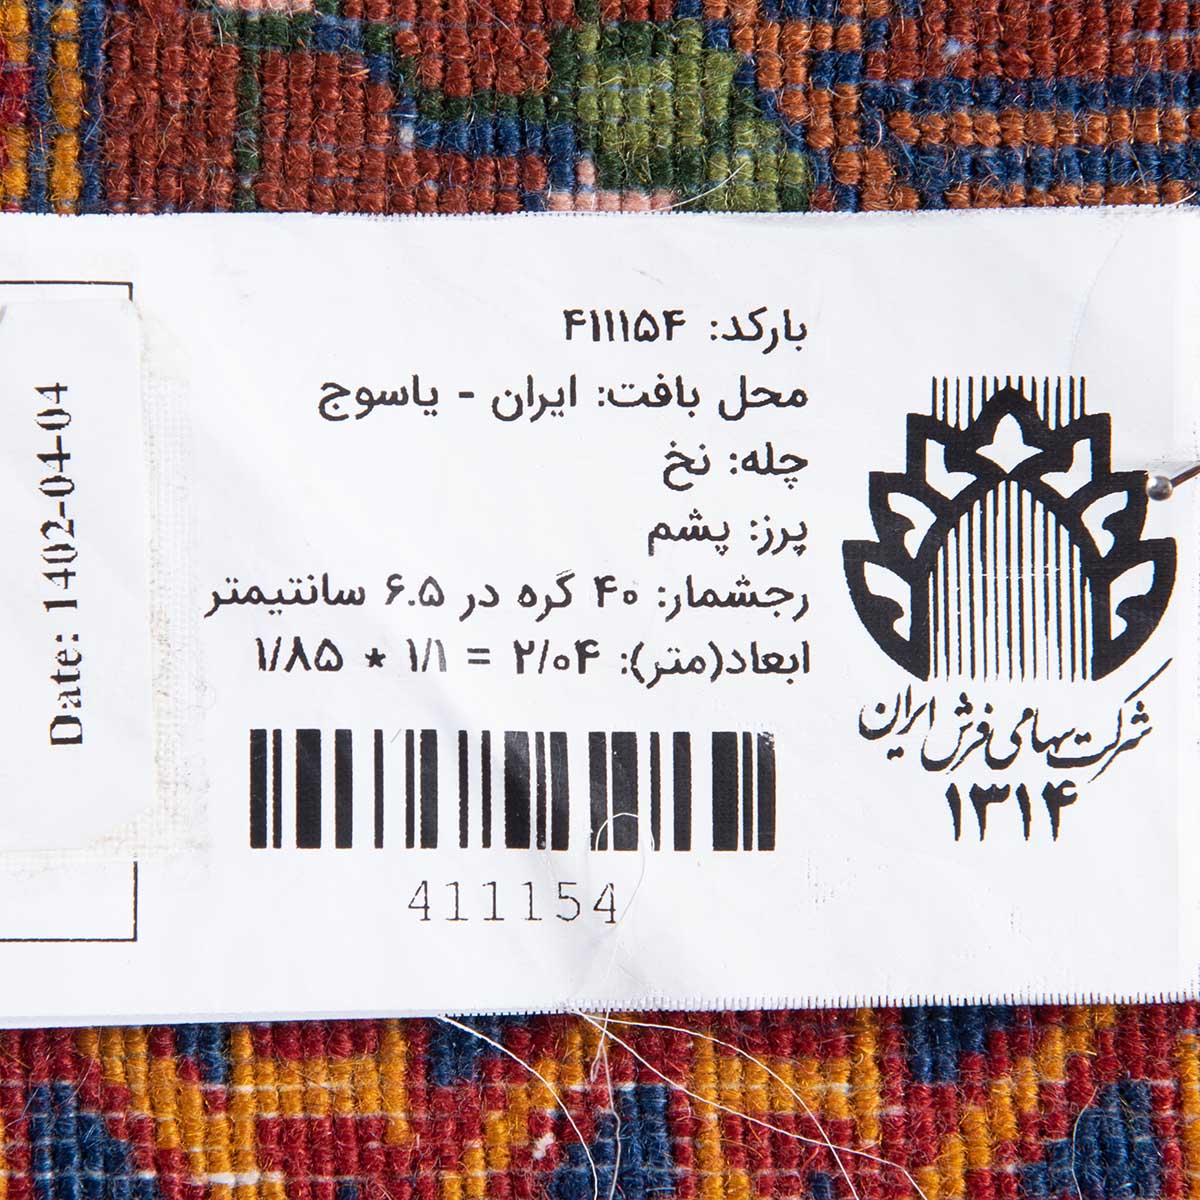 بارکد: ۴۱۱۱۵۴
محل بافت: ایران - یاسوج
چله: نخ
پرز: پشم
رجشمار: ۴۰ گره در ۶.۵ سانتیمتر
ابعاد(متر): ۲/۰۴ = ۱/۱ * ۱/۸۵
411154
شرکت سهامی فرش ایران
۱۳۱۴
Date: 1402-04-04